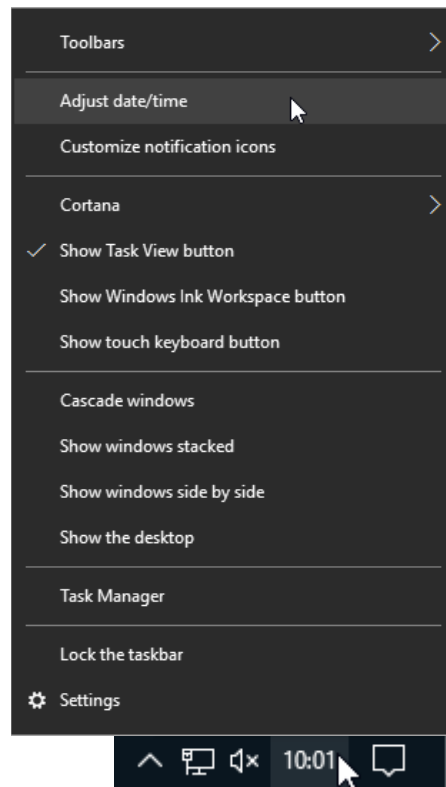 Toolbars
Adjust date/time
Customize notification icons
Cortana
Show Task View button
Show Windows Ink Workspace button
Show touch keyboard button
Cascade windows
Show windows stacked
Show windows side by side
Show the desktop
Task Manager
Lock the taskbar
Settings
10:01